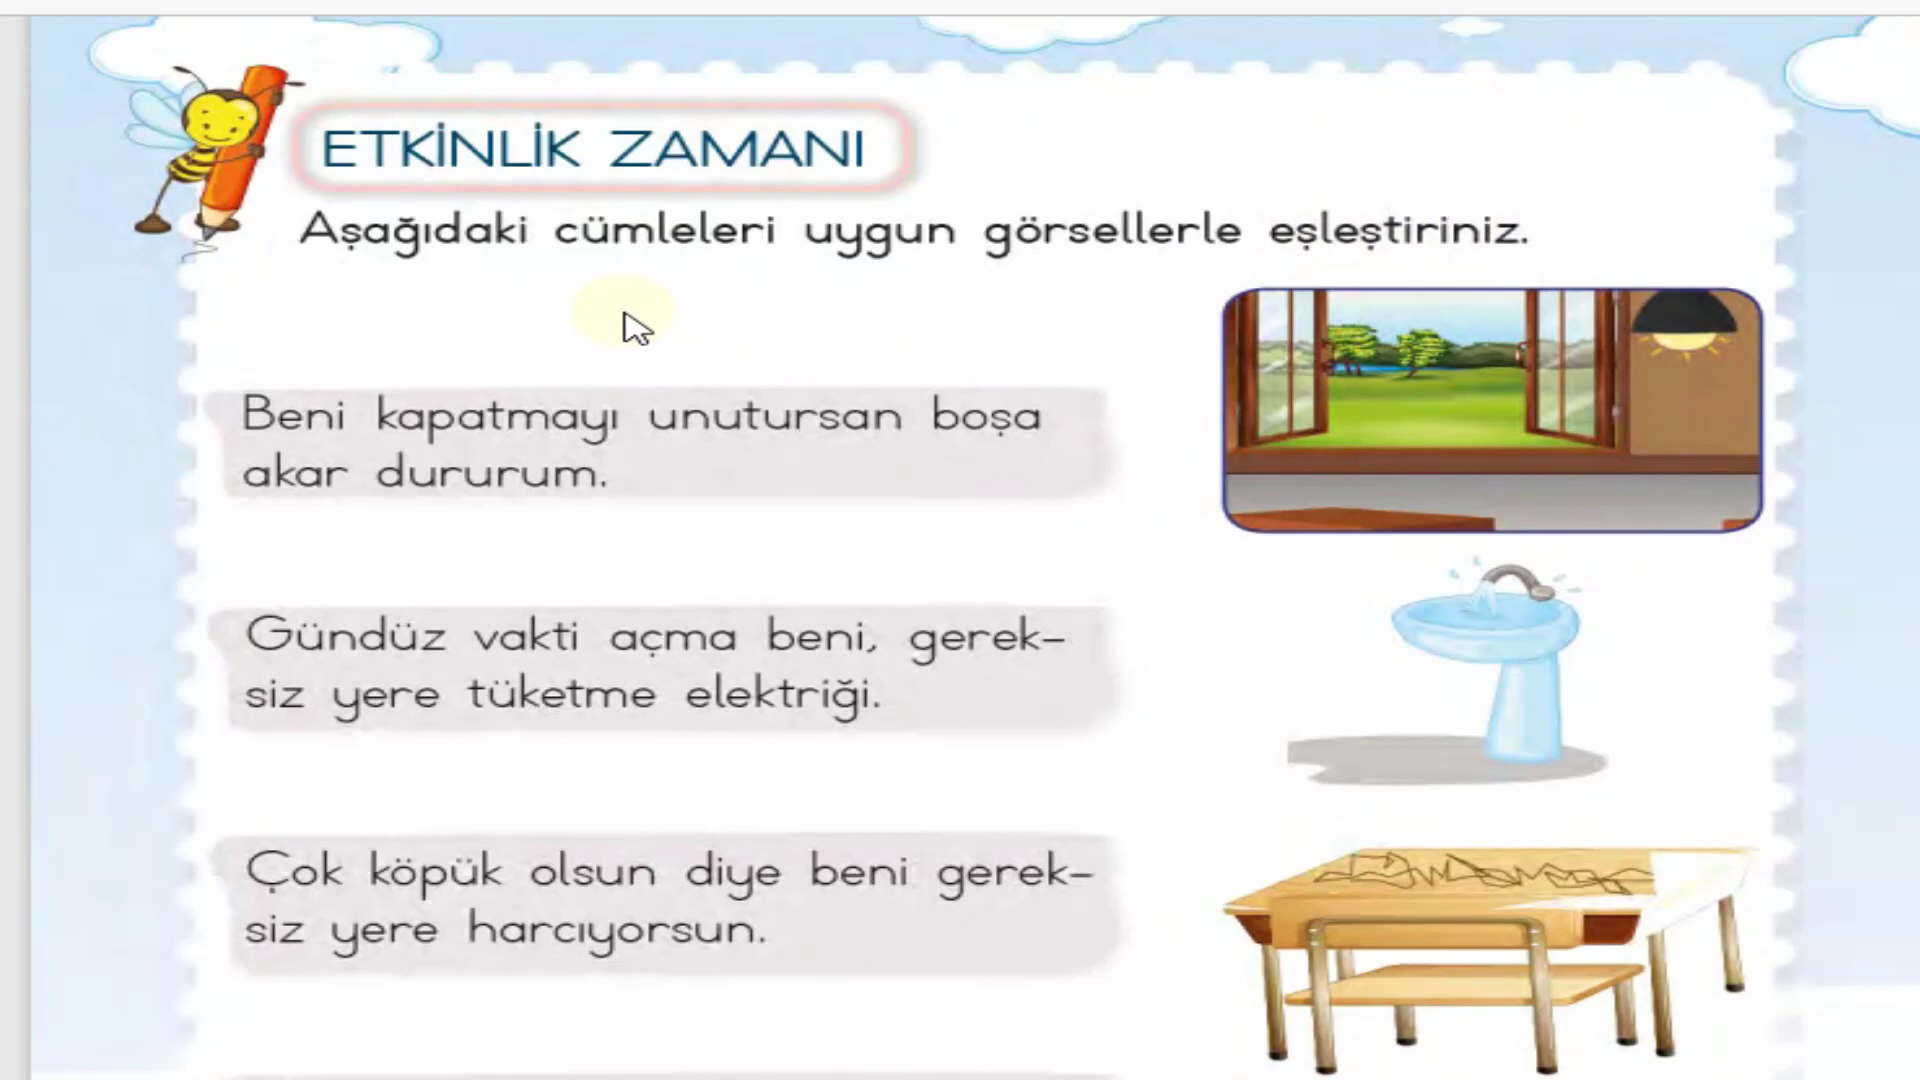 ETKİNLİK ZAMANI
Aşağıdaki cümleleri uygun görsellerle eşleştiriniz.
Beni kapatmayı unutursan boşa
akar dururum.
Gündüz vakti açma beni, gerek-
siz yere tüketme elektriği.
Çok köpük olsun diye beni gerek-
siz yere harcıyorsun.